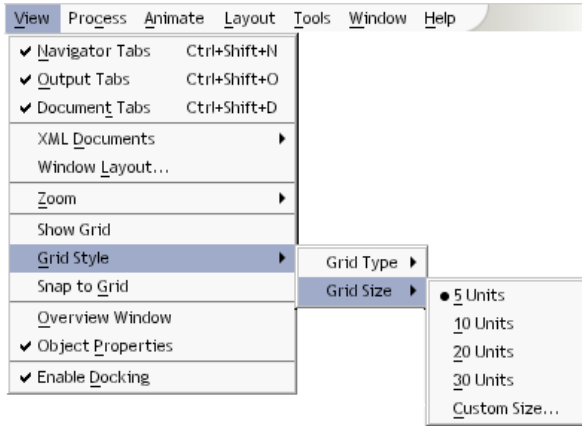 View Process Animate Layout Tools Window Help
Navigator Tabs Ctrl+Shift+N
Output Tabs Ctrl+Shift+O
Document Tabs Ctrl+Shift+D
XML Documents
Window Layout...
Zoom
Show Grid
Grid Style
Grid Type
Snap to Grid
Grid Size
5 Units
Overview Window
10 Units
Object Properties
20 Units
Enable Docking
30 Units
Custom Size...